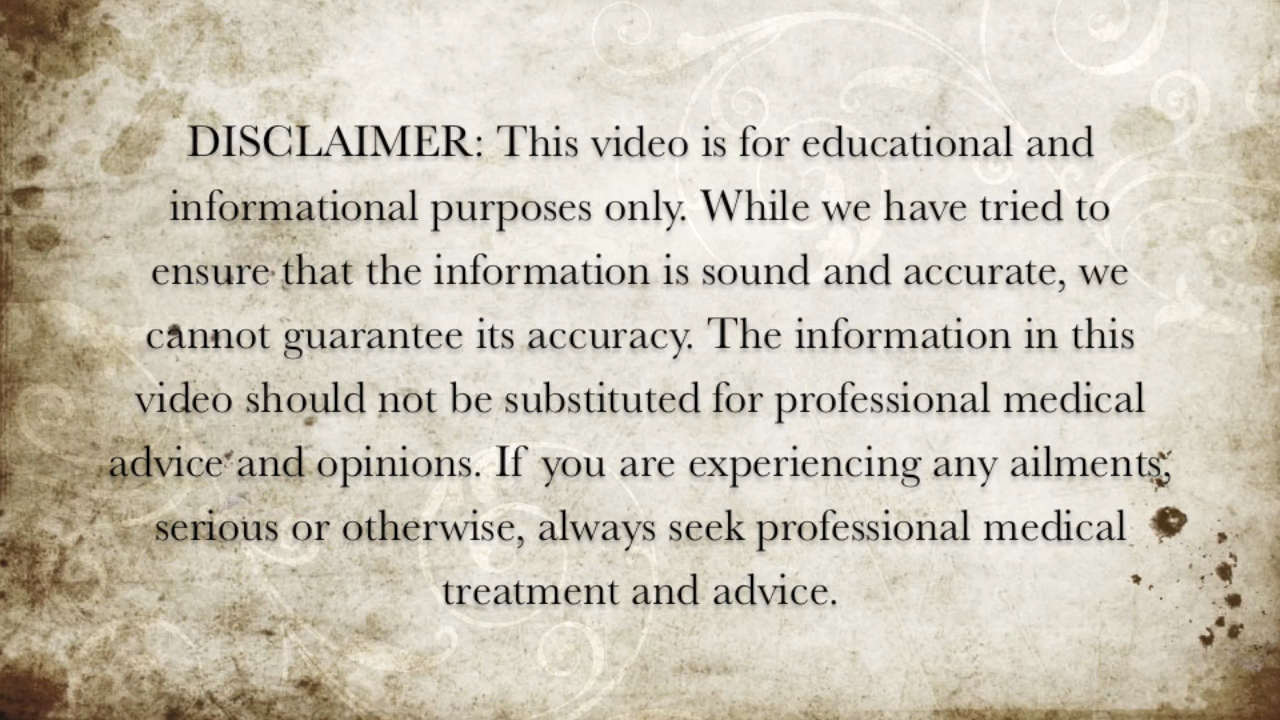 DISCLAIMER: This video is for educational and
informational purposes only. While we have tried to
ensure that the information is sound and accurate, we
cannot guarantee its accuracy. The information in this
video should not be substituted for professional medical
advice and opinions. If you are experiencing any ailments,
serious or otherwise, always seek professional medical
treatment and advice.